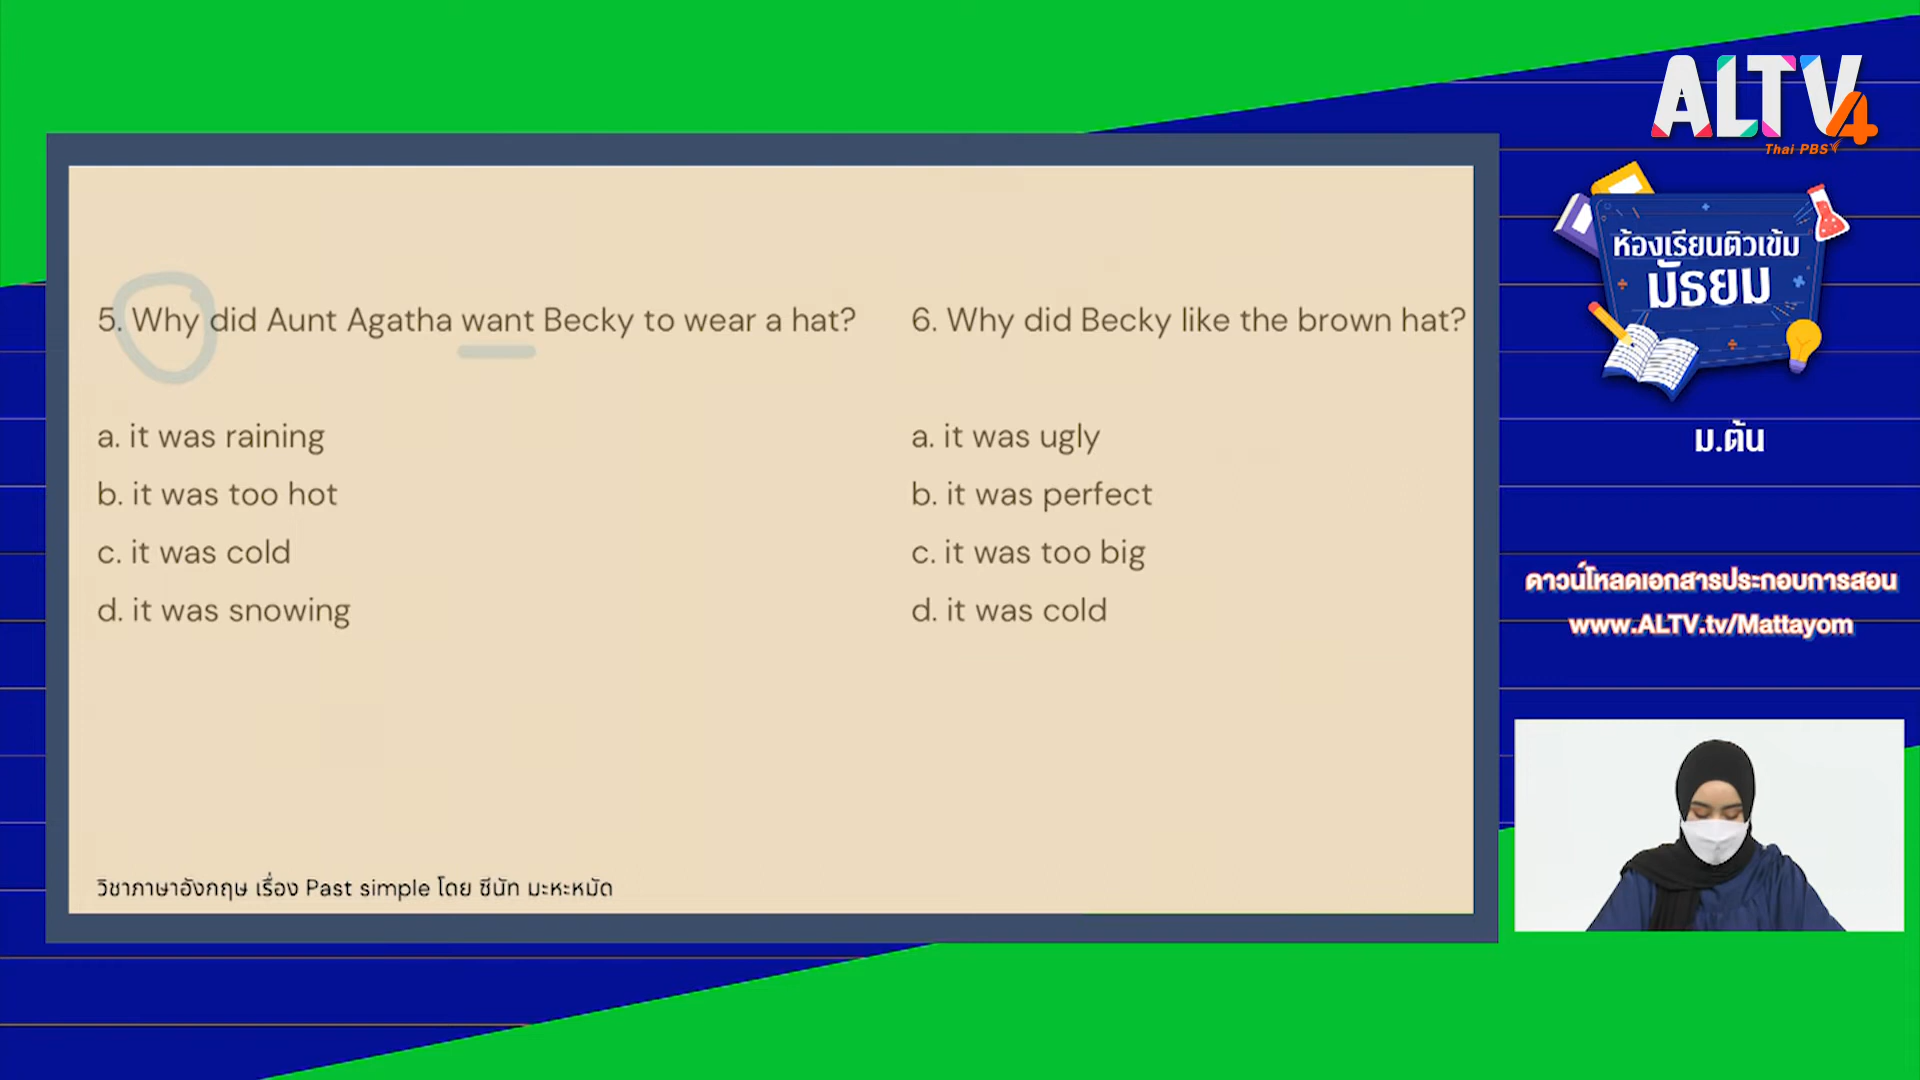 ALTV4
Thai PBS
ห้องเรียนติวเข้ม
มัธยม
ม.ต้น
ดาวน์โหลดเอกสารประกอบการสอน
www.ALTV.tv/Mattayom
5. Why did Aunt Agatha want Becky to wear a hat?
a. it was raining
b. it was too hot
c. it was cold
d. it was snowing
6. Why did Becky like the brown hat?
a. it was ugly
b. it was perfect
c. it was too big
d. it was cold
วิชาภาษาอังกฤษ เรื่อง Past simple โดย ซีนัท มะหะหมัด